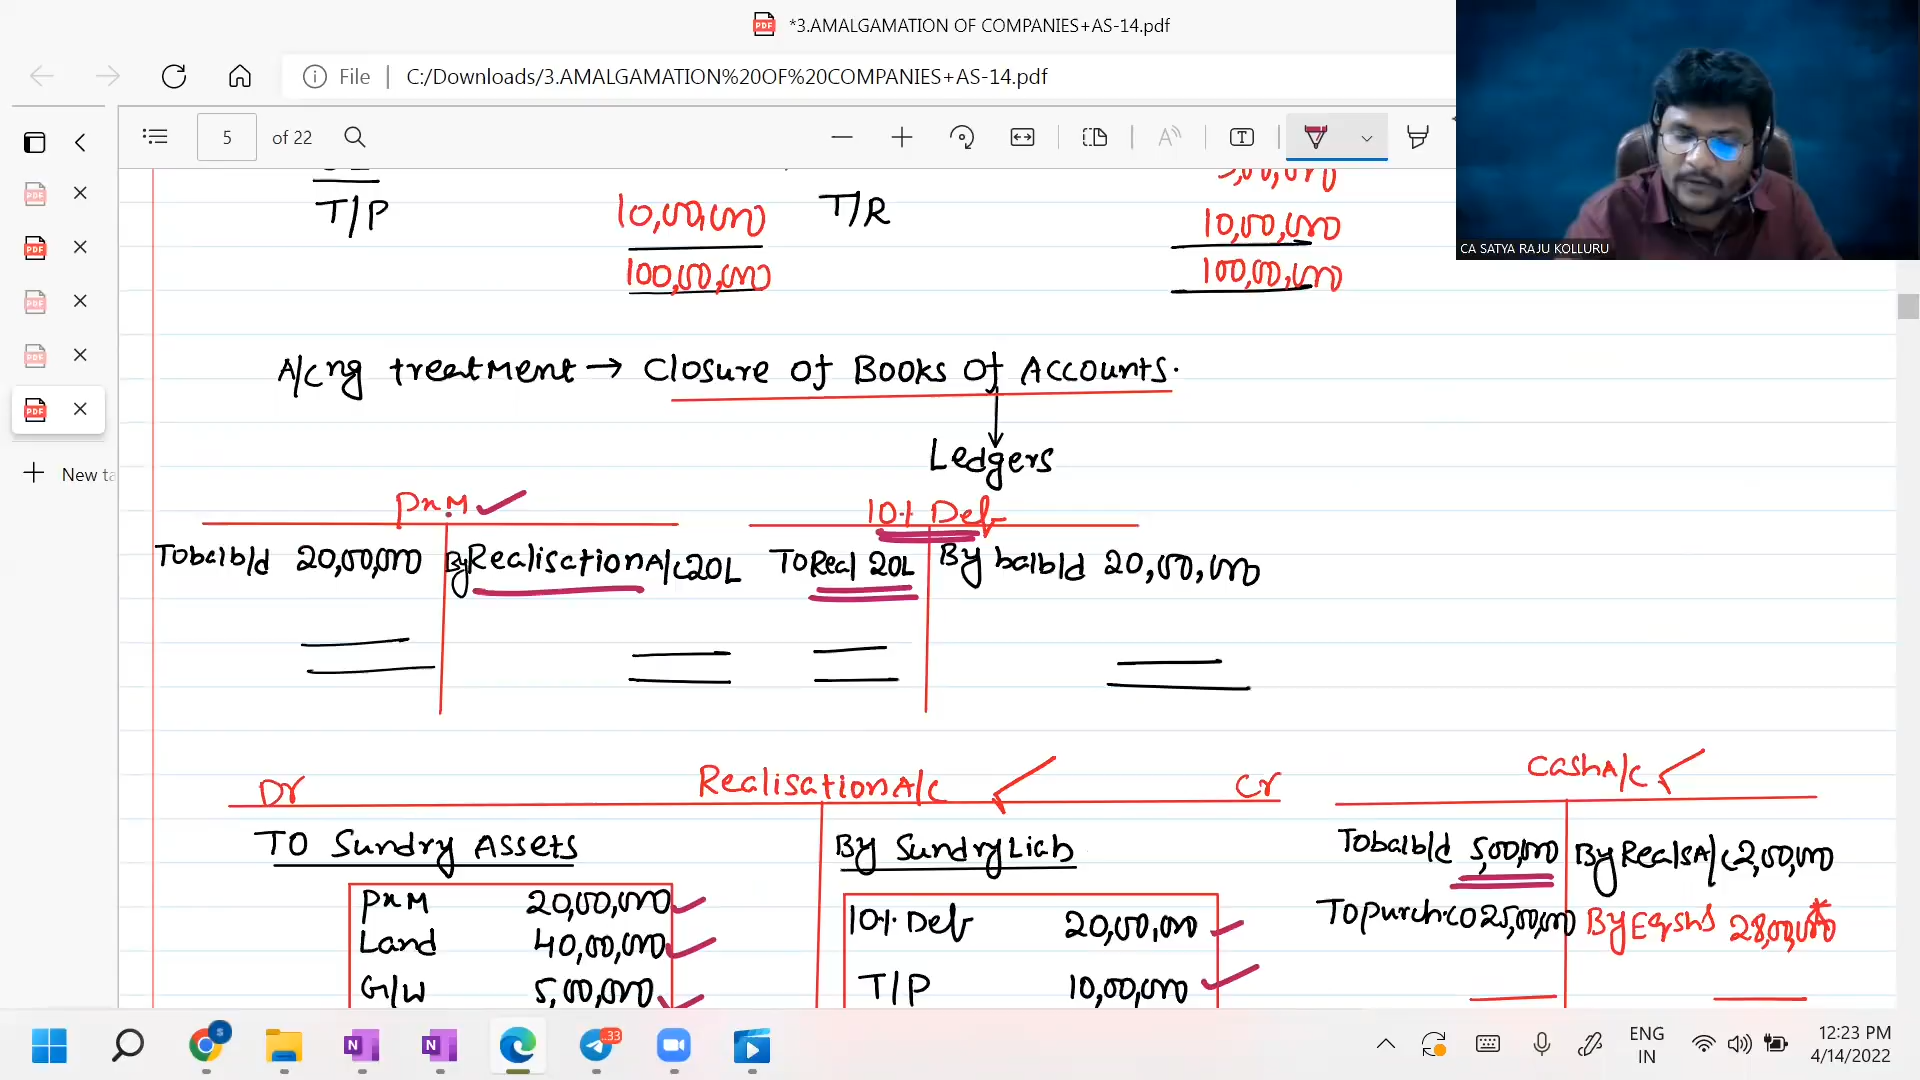 *3.AMALGAMATION OF COMPANIES+AS-14.pdf
File C:/Downloads/3.AMALGAMATION%20OF%20COMPANIES+AS-14.pdf
5 of 22
CA SATYA RAJU KOLLURU
New ta
T/P 10,00,000 T/R 10,00,000
100,00,000 100,00,000
A/cng treatment → Closure of Books of Accounts.
Ledgers
PnM 10% Deb
To bal b/d 20,00,000 By Realisation A/c 20L To Real 20L By bal b/d 20,00,000
Dr Realisation A/c Cr Cash A/c
To Sundry Assets By Sundry Liab To bal b/d 5,00,000 By Reals A/c 2,00,000
PnM 20,00,000 10% Deb 20,00,000 To purch.co 25,00,000 By Eq shs 28,00,000
Land 40,00,000
G/W 5,00,000 T/P 10,00,000
.33
ENG
IN
12:23 PM
4/14/2022